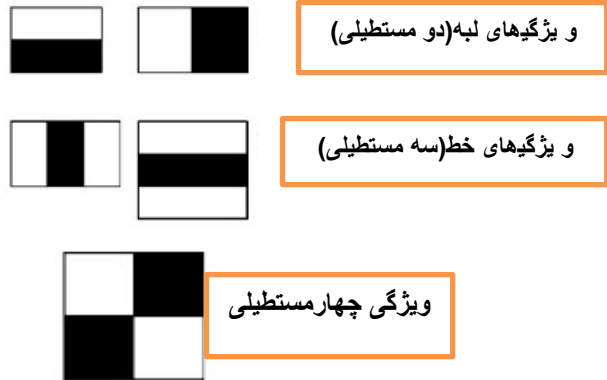 و یژگیهای لبه(دو مستطیلی)
و یژگیهای خط(سه مستطیلی)
ویژگی چهارمستطیلی